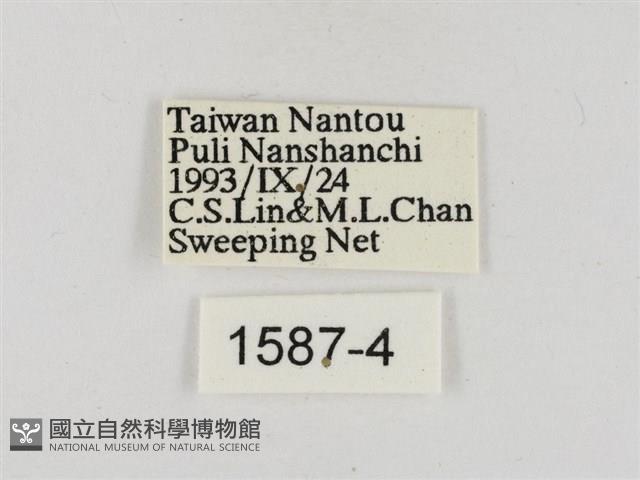 Taiwan Nantou
Puli Nanshanchi
1993/IX/24
C.S.Lin&M.L.Chan
Sweeping Net
1587-4
國立自然科學博物館
NATIONAL MUSEUM OF NATURAL SCIENCE